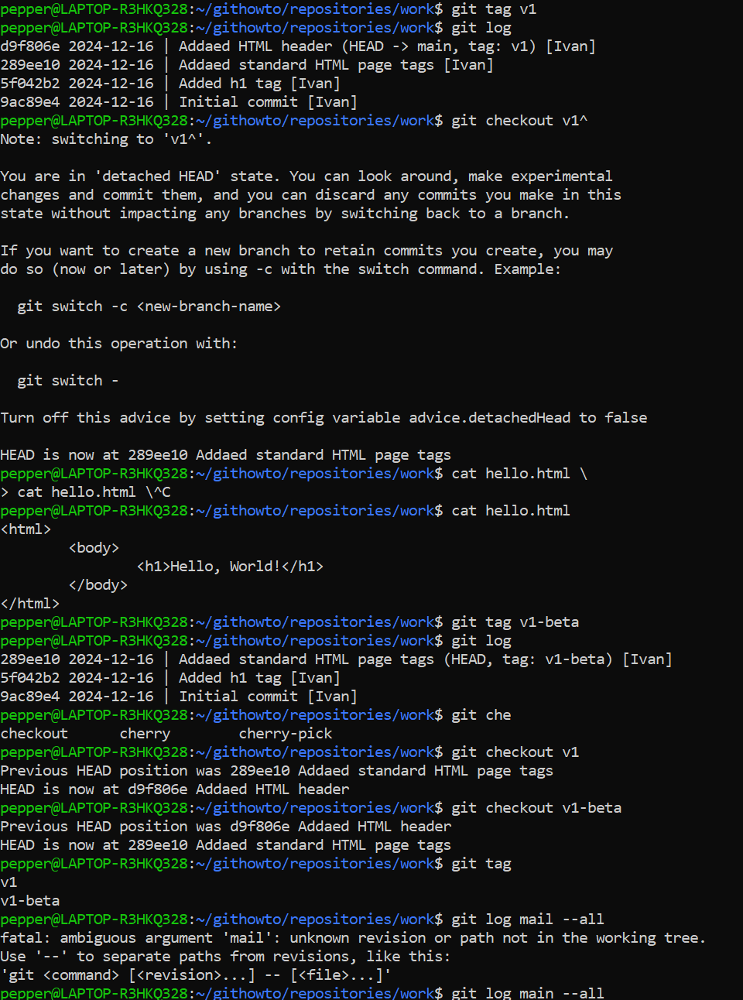 pepper@LAPTOP-R3HKQ328:~/githowto/repositories/work$ git tag v1
pepper@LAPTOP-R3HKQ328:~/githowto/repositories/work$ git log
d9f806e 2024-12-16 | Addaed HTML header (HEAD -> main, tag: v1) [Ivan]
289ee10 2024-12-16 | Addaed standard HTML page tags [Ivan]
5f042b2 2024-12-16 | Added h1 tag [Ivan]
9ac89e4 2024-12-16 | Initial commit [Ivan]
pepper@LAPTOP-R3HKQ328:~/githowto/repositories/work$ git checkout v1^
Note: switching to 'v1^'.

You are in 'detached HEAD' state. You can look around, make experimental
changes and commit them, and you can discard any commits you make in this
state without impacting any branches by switching back to a branch.

If you want to create a new branch to retain commits you create, you may
do so (now or later) by using -c with the switch command. Example:

  git switch -c <new-branch-name>

Or undo this operation with:

  git switch -

Turn off this advice by setting config variable advice.detachedHead to false

HEAD is now at 289ee10 Addaed standard HTML page tags
pepper@LAPTOP-R3HKQ328:~/githowto/repositories/work$ cat hello.html \
> cat hello.html \^C
pepper@LAPTOP-R3HKQ328:~/githowto/repositories/work$ cat hello.html
<html>
        <body>
                <h1>Hello, World!</h1>
        </body>
</html>
pepper@LAPTOP-R3HKQ328:~/githowto/repositories/work$ git tag v1-beta
pepper@LAPTOP-R3HKQ328:~/githowto/repositories/work$ git log
289ee10 2024-12-16 | Addaed standard HTML page tags (HEAD, tag: v1-beta) [Ivan]
5f042b2 2024-12-16 | Added h1 tag [Ivan]
9ac89e4 2024-12-16 | Initial commit [Ivan]
pepper@LAPTOP-R3HKQ328:~/githowto/repositories/work$ git che
checkout      cherry        cherry-pick
pepper@LAPTOP-R3HKQ328:~/githowto/repositories/work$ git checkout v1
Previous HEAD position was 289ee10 Addaed standard HTML page tags
HEAD is now at d9f806e Addaed HTML header
pepper@LAPTOP-R3HKQ328:~/githowto/repositories/work$ git checkout v1-beta
Previous HEAD position was d9f806e Addaed HTML header
HEAD is now at 289ee10 Addaed standard HTML page tags
pepper@LAPTOP-R3HKQ328:~/githowto/repositories/work$ git tag
v1
v1-beta
pepper@LAPTOP-R3HKQ328:~/githowto/repositories/work$ git log mail --all
fatal: ambiguous argument 'mail': unknown revision or path not in the working tree.
Use '--' to separate paths from revisions, like this:
'git <command> [<revision>...] -- [<file>...]'
pepper@LAPTOP-R3HKQ328:~/githowto/repositories/work$ git log main --all